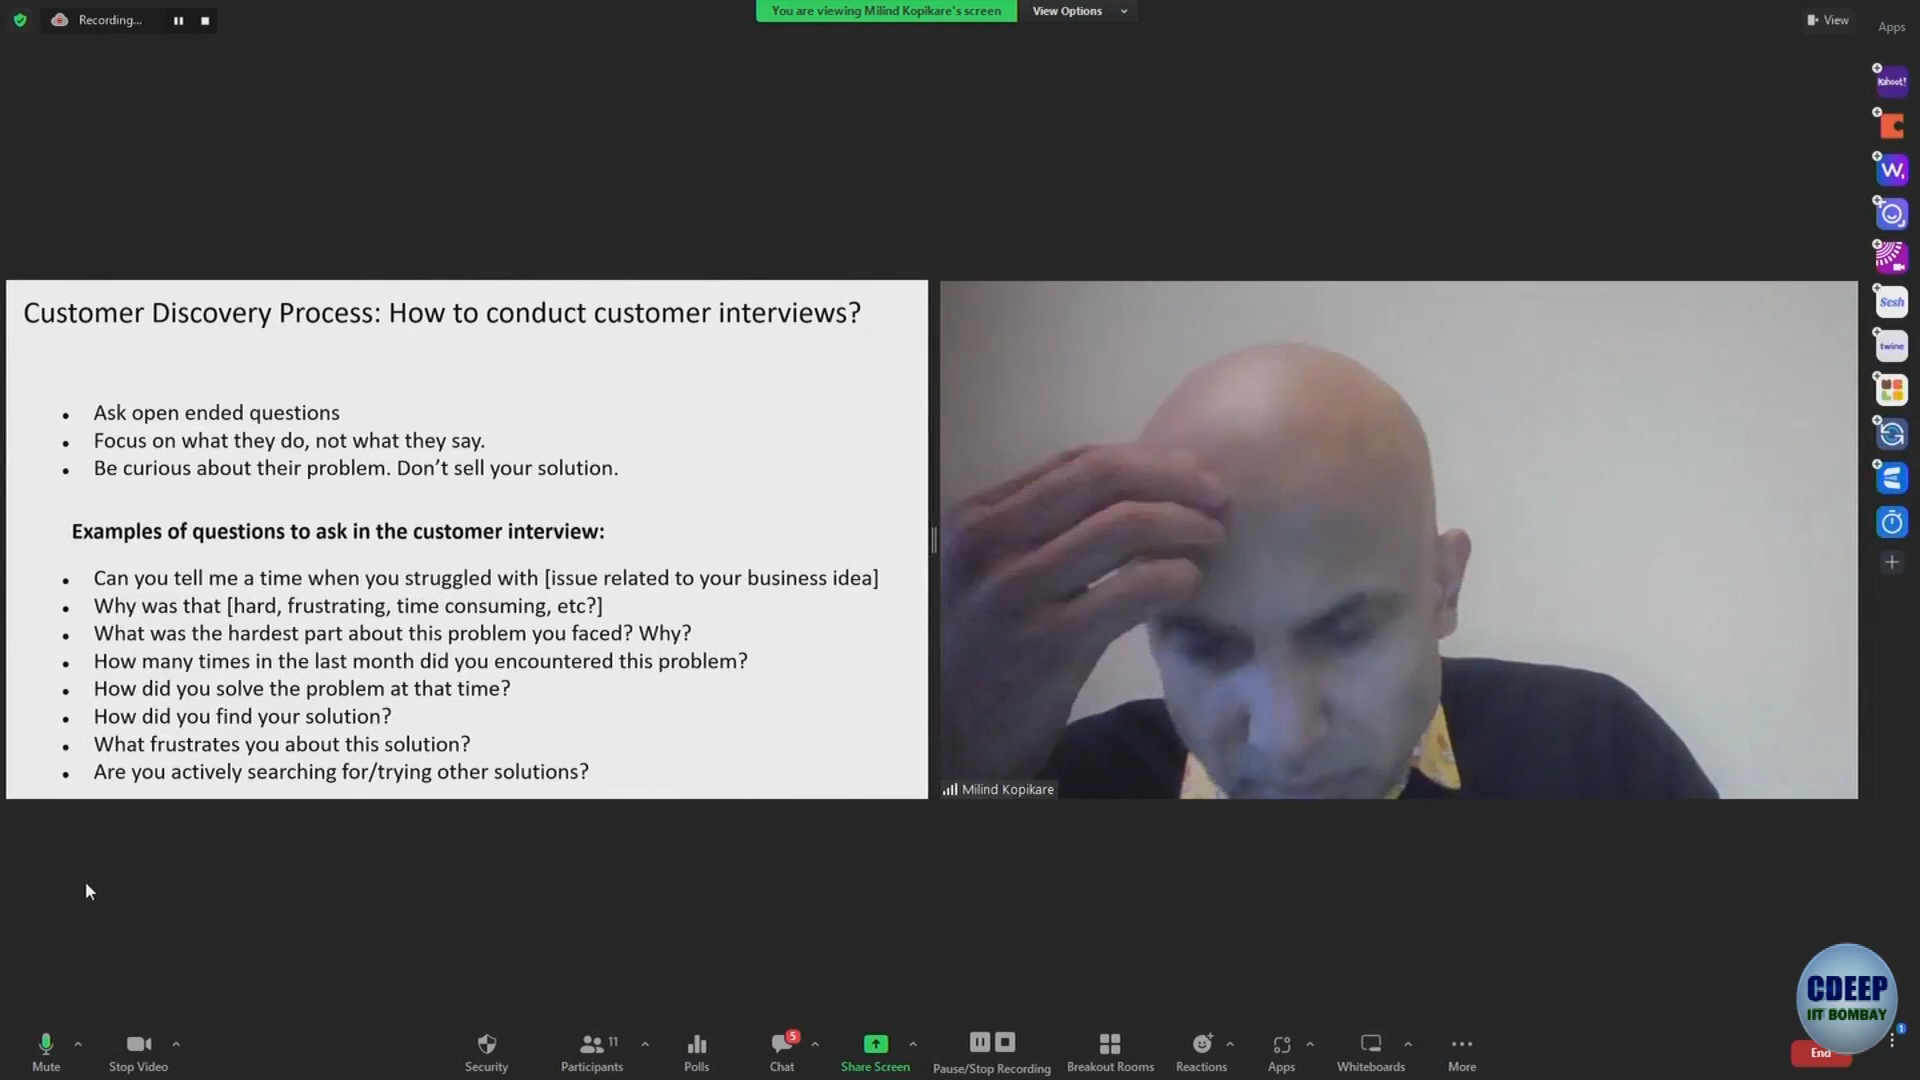 Recording...
You are viewing Milind Kopikare's screen
View Options
View
Apps
Kahoot!
W,
Sesh
twine
Customer Discovery Process: How to conduct customer interviews?
Ask open ended questions
Focus on what they do, not what they say.
Be curious about their problem. Don’t sell your solution.
Examples of questions to ask in the customer interview:
Can you tell me a time when you struggled with [issue related to your business idea]
Why was that [hard, frustrating, time consuming, etc?]
What was the hardest part about this problem you faced? Why?
How many times in the last month did you encountered this problem?
How did you solve the problem at that time?
How did you find your solution?
What frustrates you about this solution?
Are you actively searching for/trying other solutions?
Milind Kopikare
CDEEP
IIT BOMBAY
11
5
1
Mute
Stop Video
Security
Participants
Polls
Chat
Share Screen
Pause/Stop Recording
Breakout Rooms
Reactions
Apps
Whiteboards
More
End